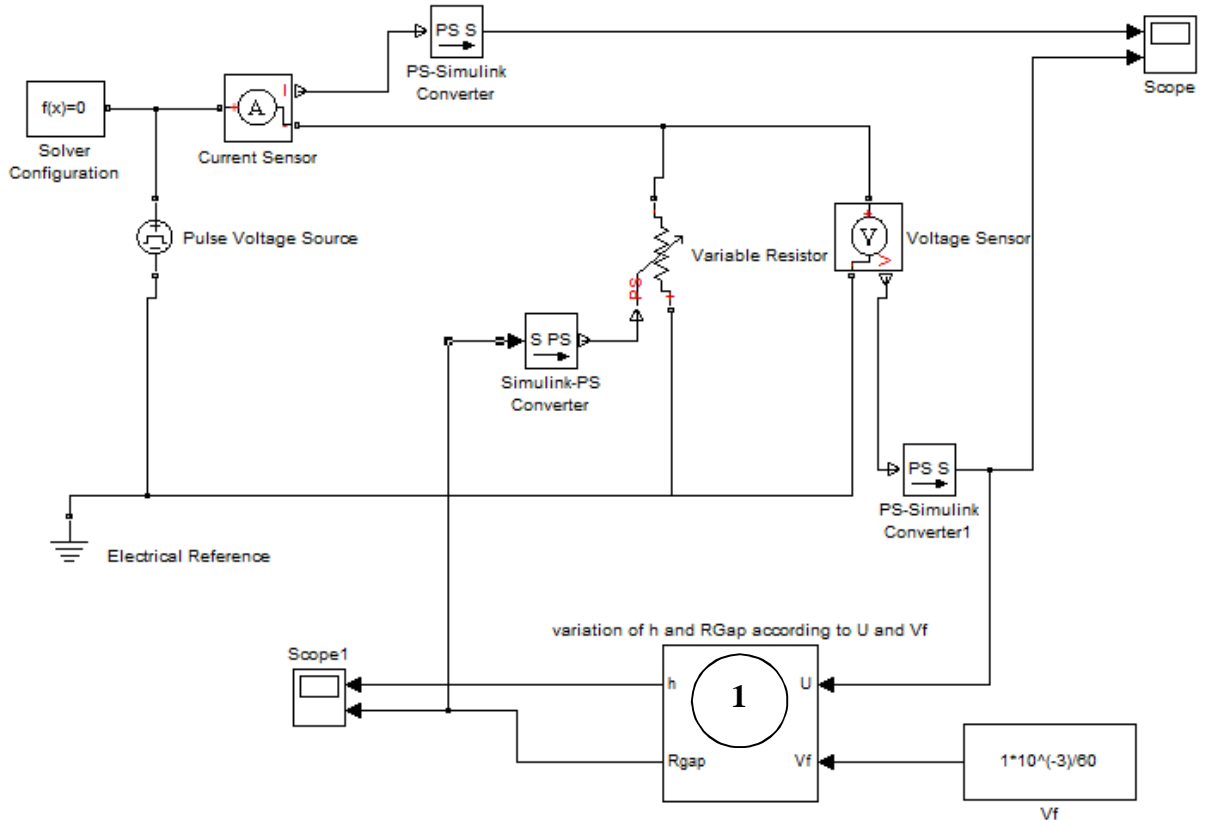 PS S
PS-Simulink
Converter
Scope
f(x)=0
Solver
Configuration
+
A
I
-
Current Sensor
+
Pulse Voltage Source
-
PS
+
Variable Resistor
+
V
V
-
Voltage Sensor
S PS
Simulink-PS
Converter
PS S
PS-Simulink
Converter1
Electrical Reference
variation of h and RGap according to U and Vf
Scope1
h
U
1
Rgap
Vf
1*10^(-3)/60
Vf